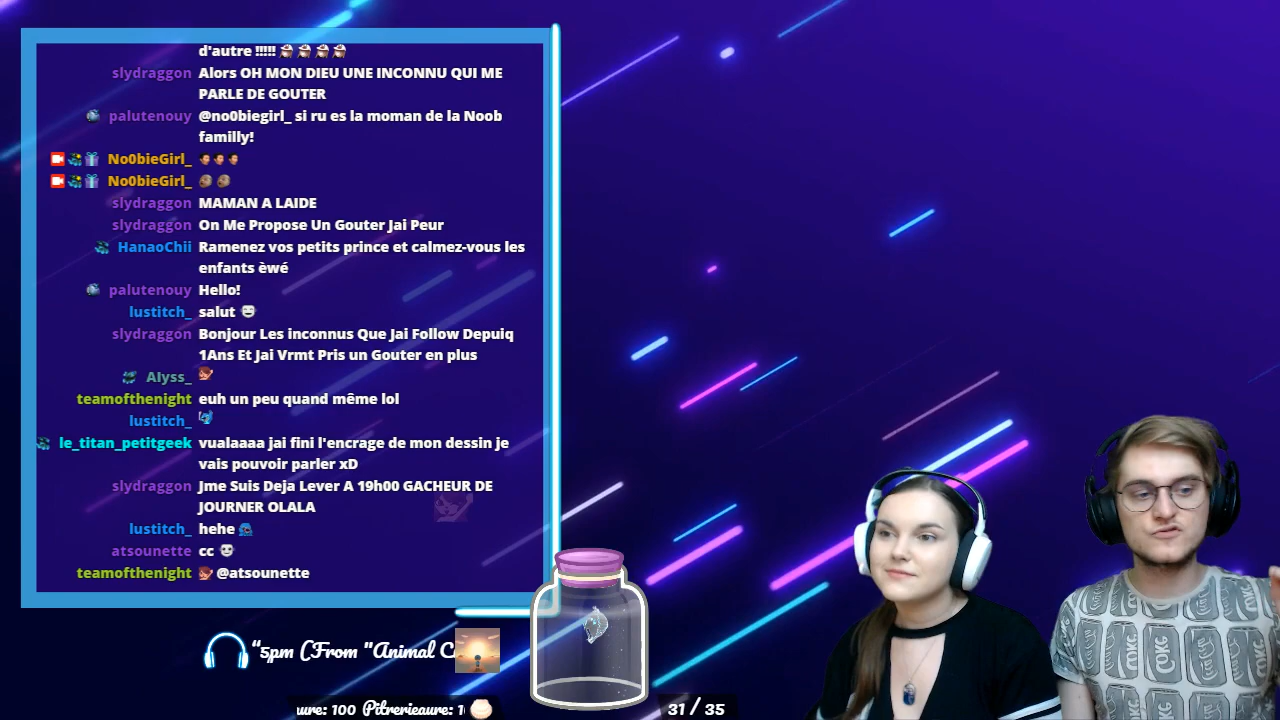 d'autre !!!!!
slydraggon Alors OH MON DIEU UNE INCONNU QUI ME
PARLE DE GOUTER
palutenouy @no0biegirl_ si ru es la moman de la Noob
familly!
No0bieGirl_
No0bieGirl_
slydraggon MAMAN A LAIDE
slydraggon On Me Propose Un Gouter Jai Peur
HanaoChii Ramenez vos petits prince et calmez-vous les
enfants èwé
palutenouy Hello!
lustitch_ salut
slydraggon Bonjour Les inconnus Que Jai Follow Depuiq
1Ans Et Jai Vrmt Pris un Gouter en plus
Alyss_
teamofthenight euh un peu quand même lol
lustitch_
le_titan_petitgeek vualaaaa jai fini l'encrage de mon dessin je
vais pouvoir parler xD
slydraggon Jme Suis Deja Lever A 19h00 GACHEUR DE
JOURNER OLALA
lustitch_ hehe
atsounette cc
teamofthenight @atsounette
"5pm (From "Animal C
aure: 100 Pitrerieaure: 1
31 / 35
COKC
COKC
COKC